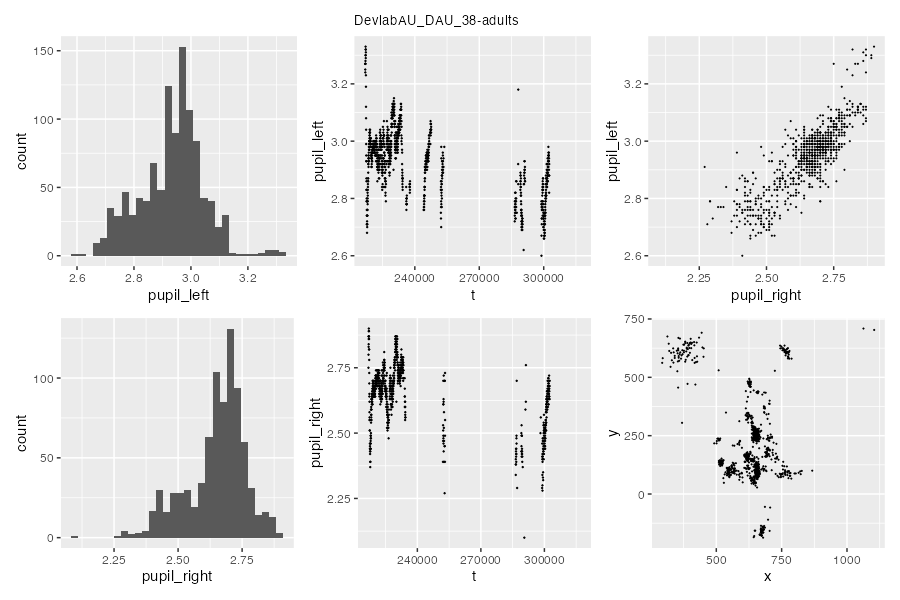 DevlabAU_DAU_38-adults
150
100
50
0
count
2.6 2.8 3.0 3.2
pupil_left
3.2
3.0
2.8
2.6
pupil_left
240000 270000 300000
t
3.2
3.0
2.8
2.6
pupil_left
2.25 2.50 2.75
pupil_right
100
50
0
count
2.25 2.50 2.75
pupil_right
2.75
2.50
2.25
pupil_right
240000 270000 300000
t
750
500
250
0
y
500 750 1000
x